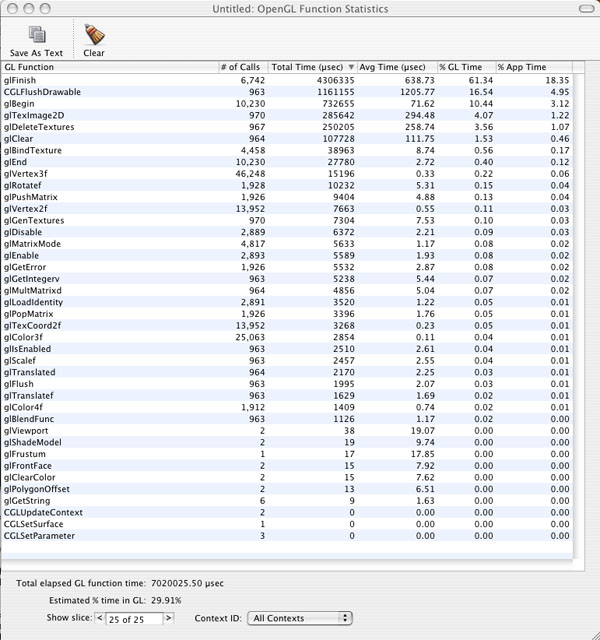 Untitled: OpenGL Function Statistics
Save As Text Clear
GL Function # of Calls Total Time (µsec) ▼ Avg Time (µsec) % GL Time % App Time
glFinish 6,742 4306335 638.73 61.34 18.35
CGLFlushDrawable 963 1161155 1205.77 16.54 4.95
glBegin 10,230 732655 71.62 10.44 3.12
glTexImage2D 970 285642 294.48 4.07 1.22
glDeleteTextures 967 250205 258.74 3.56 1.07
glClear 964 107728 111.75 1.53 0.46
glBindTexture 4,458 38963 8.74 0.56 0.17
glEnd 10,230 27780 2.72 0.40 0.12
glVertex3f 46,248 15196 0.33 0.22 0.06
glRotatef 1,928 10232 5.31 0.15 0.04
glPushMatrix 1,926 9404 4.88 0.13 0.04
glVertex2f 13,952 7663 0.55 0.11 0.03
glGenTextures 970 7304 7.53 0.10 0.03
glDisable 2,889 6372 2.21 0.09 0.03
glMatrixMode 4,817 5633 1.17 0.08 0.02
glEnable 2,893 5589 1.93 0.08 0.02
glGetError 1,926 5532 2.87 0.08 0.02
glGetIntegerv 963 5238 5.44 0.07 0.02
glMultMatrixd 964 4856 5.04 0.07 0.02
glLoadIdentity 2,891 3520 1.22 0.05 0.01
glPopMatrix 1,926 3396 1.76 0.05 0.01
glTexCoord2f 13,952 3268 0.23 0.05 0.01
glColor3f 25,063 2854 0.11 0.04 0.01
glIsEnabled 963 2510 2.61 0.04 0.01
glScalef 963 2457 2.55 0.04 0.01
glTranslated 964 2170 2.25 0.03 0.01
glFlush 963 1995 2.07 0.03 0.01
glTranslatef 963 1629 1.69 0.02 0.01
glColor4f 1,912 1409 0.74 0.02 0.01
glBlendFunc 963 1126 1.17 0.02 0.00
glViewport 2 38 19.07 0.00 0.00
glShadeModel 2 19 9.74 0.00 0.00
glFrustum 1 17 17.85 0.00 0.00
glFrontFace 2 15 7.92 0.00 0.00
glClearColor 2 15 7.62 0.00 0.00
glPolygonOffset 2 13 6.51 0.00 0.00
glGetString 6 9 1.63 0.00 0.00
CGLUpdateContext 2 0 0.00 0.00 0.00
CGLSetSurface 1 0 0.00 0.00 0.00
CGLSetParameter 3 0 0.00 0.00 0.00
Total elapsed GL function time: 7020025.50 µsec
Estimated % time in GL: 29.91%
Show slice: < 25 of 25 > Context ID: All Contexts